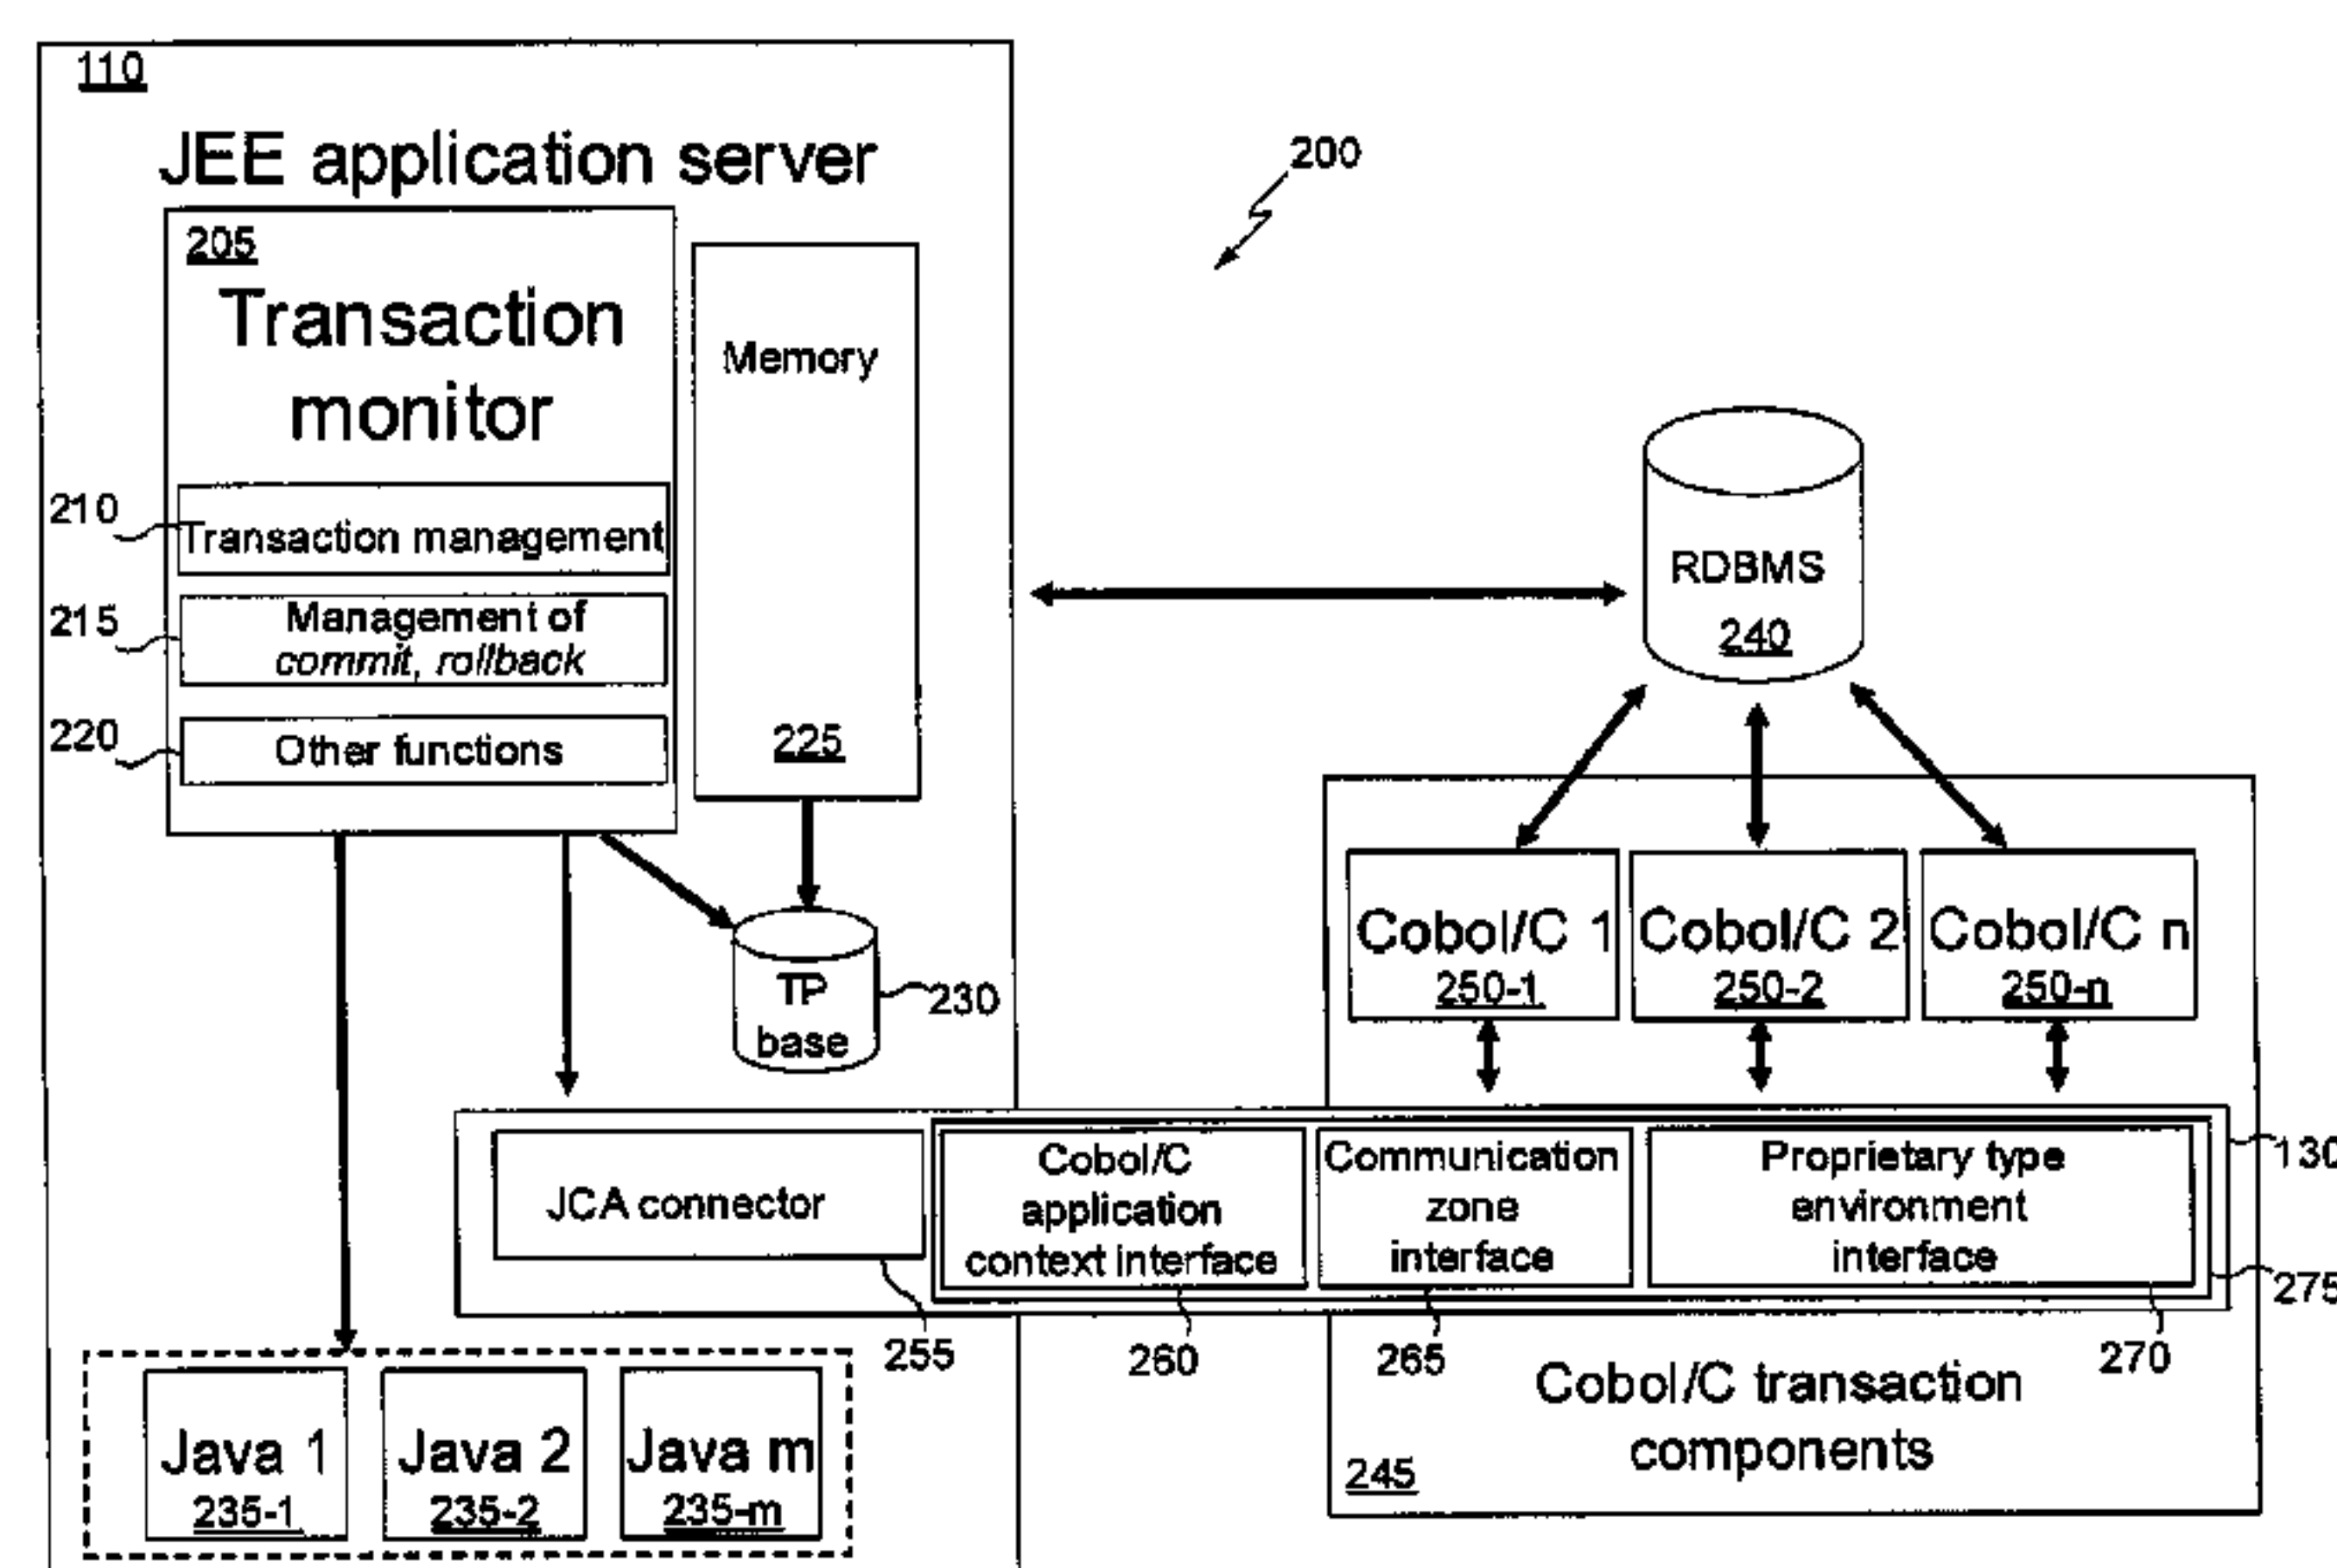 110
JEE application server
200
205
Transaction
monitor
Memory
210
Transaction management
215
Management of
commit, rollback
220
Other functions
225
RDBMS
240
TP
base
230
Cobol/C 1
250-1
Cobol/C 2
250-2
Cobol/C n
250-n
JCA connector
Cobol/C
application
context interface
Communication
zone
interface
Proprietary type
environment
interface
130
275
255
260
265
270
Java 1
235-1
Java 2
235-2
Java m
235-m
Cobol/C transaction
components
245